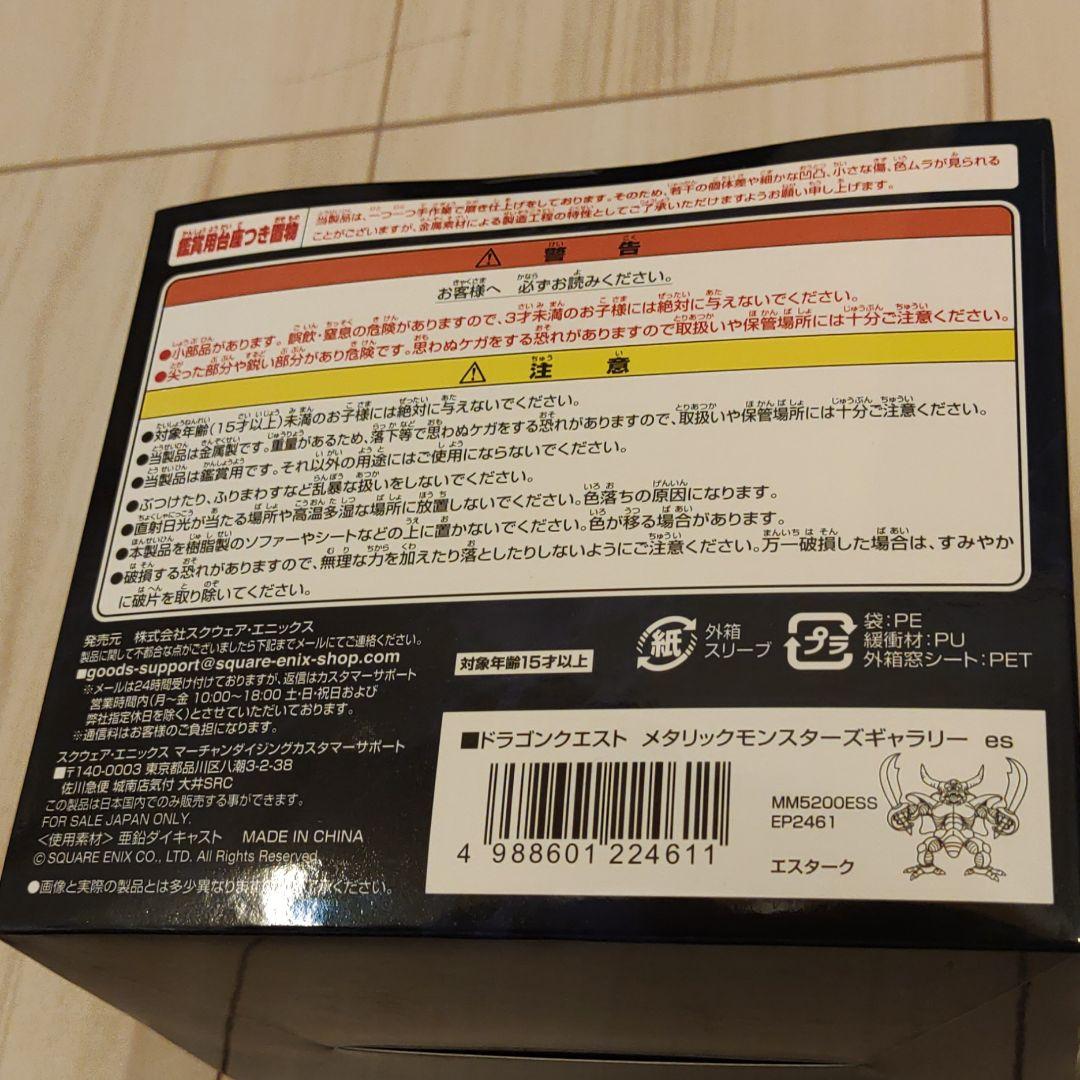 鑑賞用台座つき置物
当製品は、一つ一つ手作業で磨き仕上げをしております。そのため、若干の個体差や細かな凹凸、小さな傷、色ムラが見られる
ことがございますが、金属素材による製造工程の特性としてご了承いただけますようお願い申し上げます。
警告
お客様へ 必ずお読みください。
●小部品があります。誤飲・窒息の危険がありますので、3才未満のお子様には絶対に与えないでください。
●尖った部分や鋭い部分があり危険です。思わぬケガをする恐れがありますので取扱いや保管場所には十分ご注意ください。
注意
●対象年齢(15才以上)未満のお子様には絶対に与えないでください。
●当製品は金属製です。重量があるため、落下等で思わぬケガをする恐れがありますので、取扱いや保管場所には十分ご注意ください。
●当製品は鑑賞用です。それ以外の用途にはご使用にならないでください。
●ぶつけたり、ふりまわすなど乱暴な扱いをしないでください。
●直射日光が当たる場所や高温多湿な場所に放置しないでください。色落ちの原因になります。
●本製品を樹脂製のソファーやシートなどの上に置かないでください。色が移る場合があります。
●破損する恐れがありますので、無理な力を加えたり落としたりしないようにご注意ください。万一破損した場合は、すみやか
に破片を取り除いてください。
発売元 株式会社スクウェア・エニックス
製品に関して不都合な点がございましたら下記までメールにてご連絡ください。
■goods-support@square-enix-shop.com
※メールは24時間受け付けておりますが、返信はカスタマーサポート
営業時間内(月〜金 10:00〜18:00 土・日・祝日および
弊社指定休日を除く)とさせていただいております。
※通信料はお客様のご負担になります。
スクウェア・エニックス マーチャンダイジングカスタマーサポート
■〒140-0003 東京都品川区八潮3-2-38
佐川急便 城南店気付 大井SRC
この製品は日本国内でのみ販売する事ができます。
FOR SALE JAPAN ONLY.
<使用素材> 亜鉛ダイキャスト MADE IN CHINA
© SQUARE ENIX CO., LTD. All Rights Reserved.
●画像と実際の製品とは多少異なります ください。
対象年齢15才以上
紙
外箱
スリーブ
プラ
袋:PE
緩衝材:PU
外箱窓シート:PET
■ドラゴンクエスト メタリックモンスターズギャラリー es
MM5200ESS
EP2461
エスターク
4 988601 224611